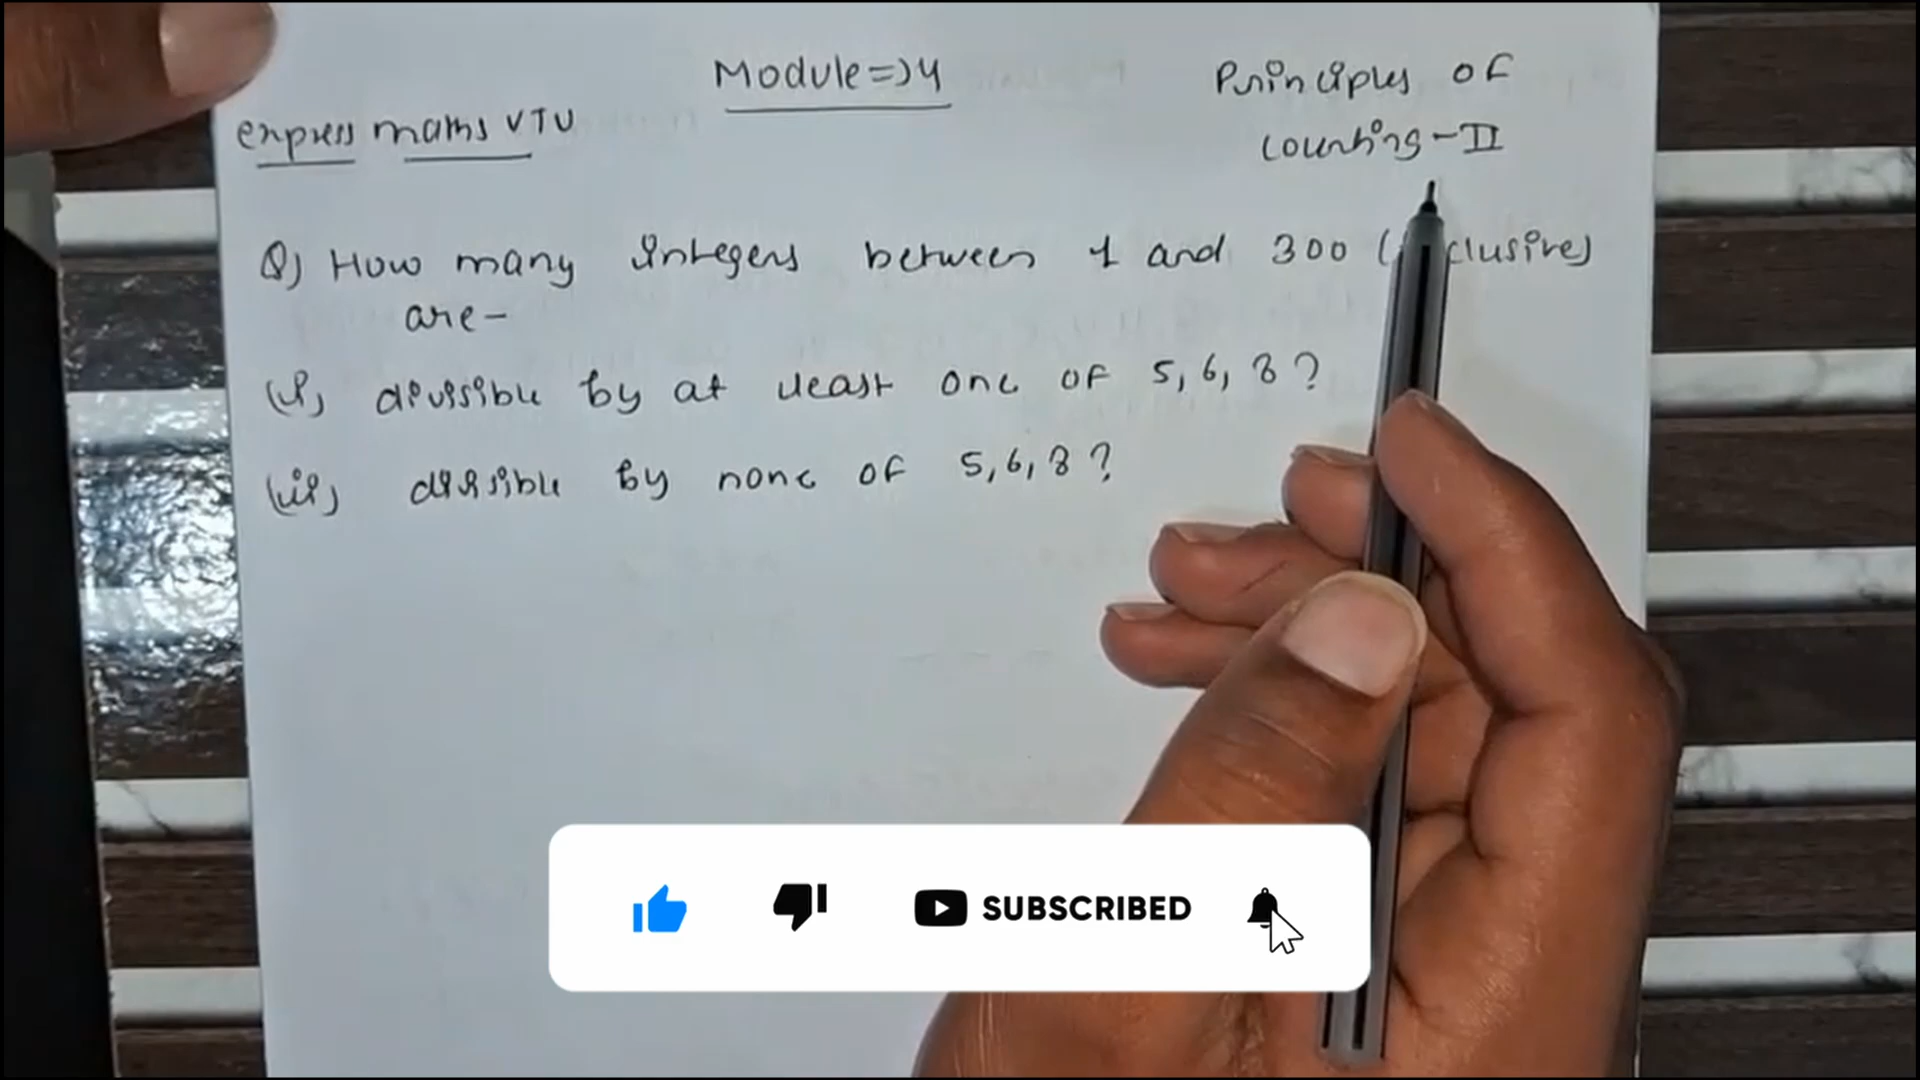 Module => 4
Principles of
counting - II
express maths VTU
Q) How many integers between 1 and 300 ( clusive)
are -
(i) divisible by at least one of 5, 6, 8 ?
(ii) divisible by none of 5, 6, 8 ?
SUBSCRIBED